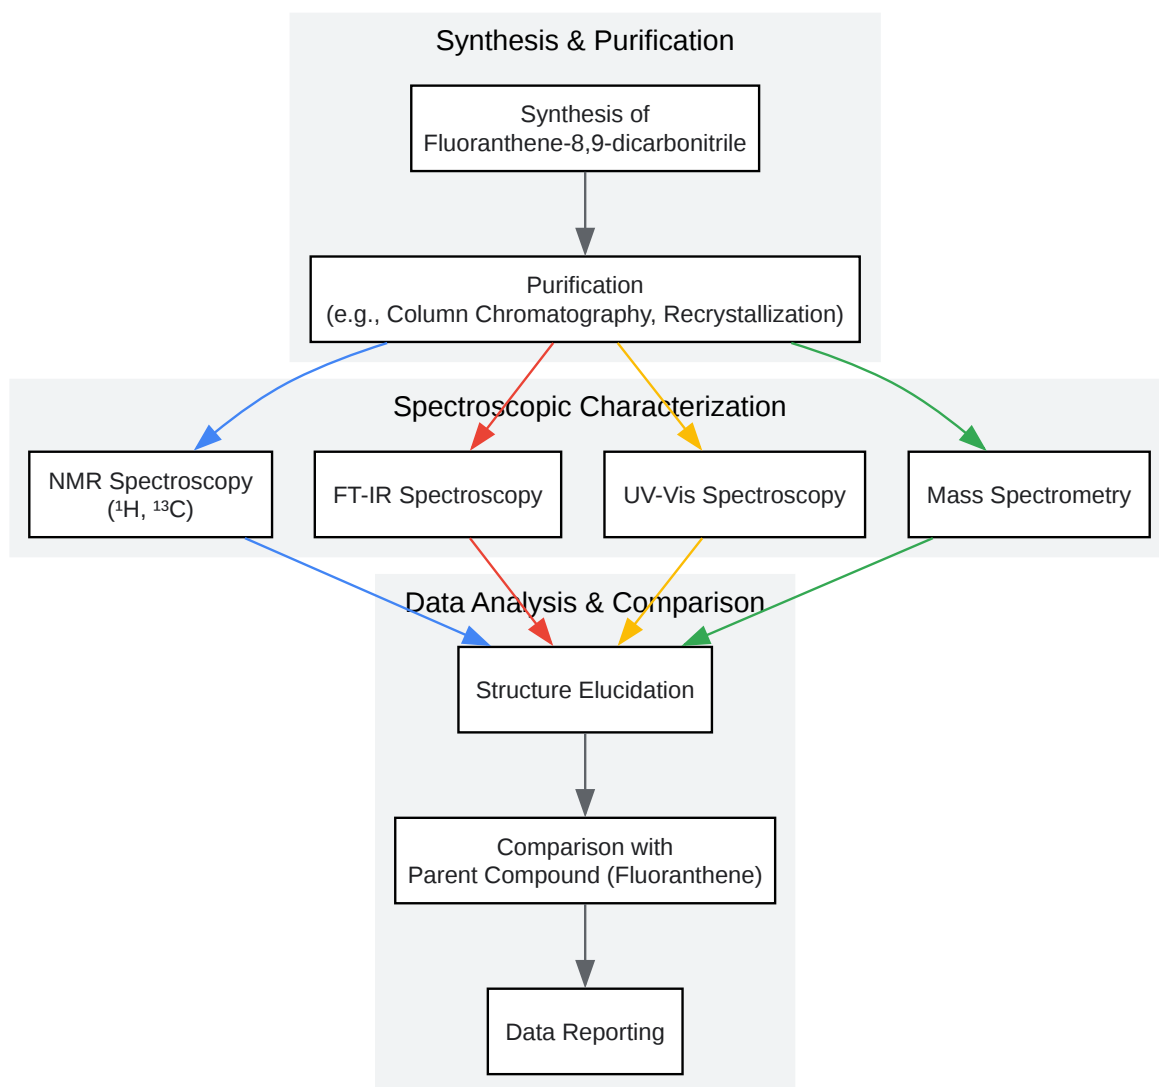 Synthesis & Purification
Synthesis of
Fluoranthene-8,9-dicarbonitrile
Purification
(e.g., Column Chromatography, Recrystallization)
Spectroscopic Characterization
NMR Spectroscopy
(¹H, ¹³C)
FT-IR Spectroscopy
UV-Vis Spectroscopy
Mass Spectrometry
Data Analysis & Comparison
Structure Elucidation
Comparison with
Parent Compound (Fluoranthene)
Data Reporting